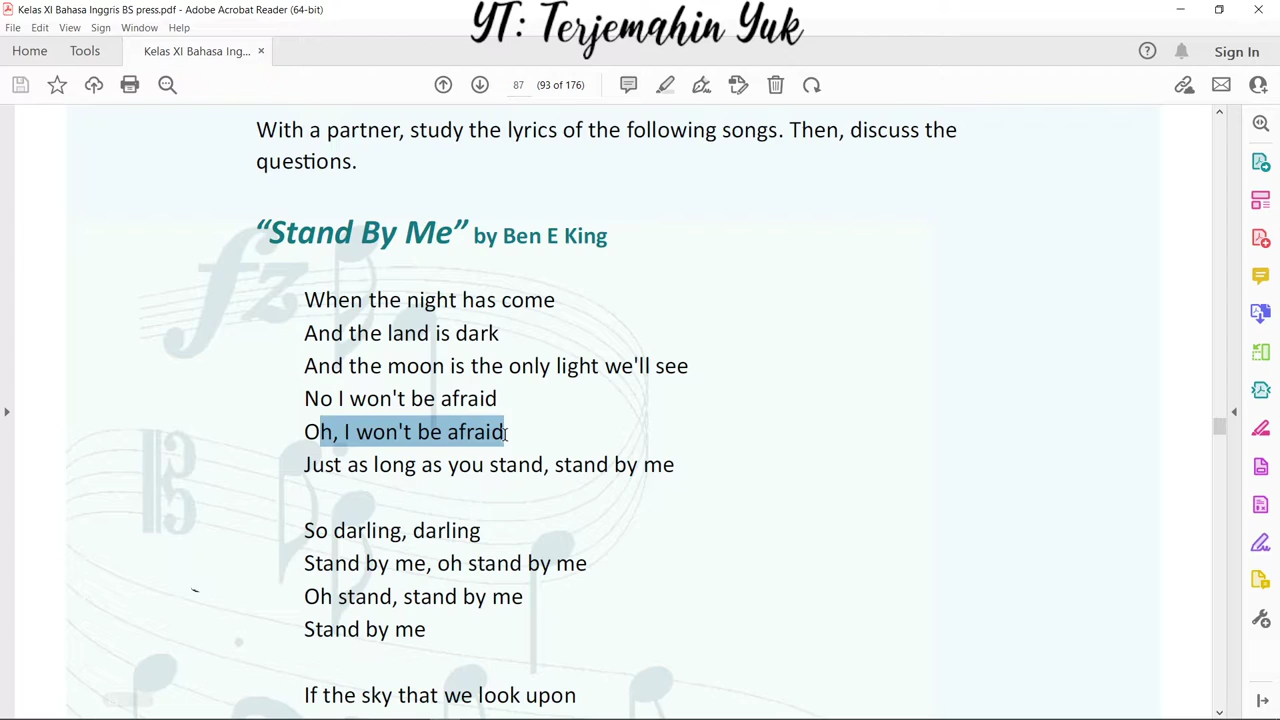 Kelas XI Bahasa Inggris BS press.pdf - Adobe Acrobat Reader (64-bit)
YT: Terjemahin Yuk
File Edit View Sign Window Help
Home Tools Kelas XI Bahasa Ing... × Sign In
87 (93 of 176)
With a partner, study the lyrics of the following songs. Then, discuss the
questions.
“Stand By Me” by Ben E King
When the night has come
And the land is dark
And the moon is the only light we'll see
No I won't be afraid
Oh, I won't be afraid
Just as long as you stand, stand by me
So darling, darling
Stand by me, oh stand by me
Oh stand, stand by me
Stand by me
If the sky that we look upon